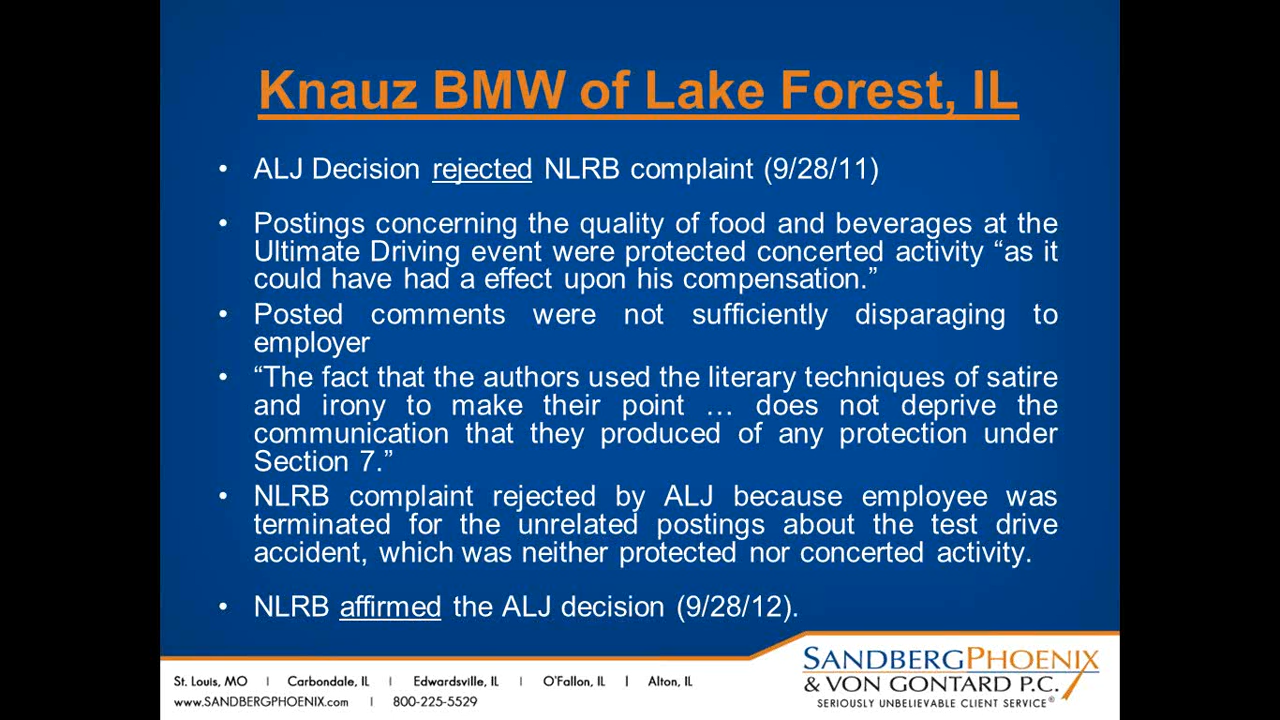 Knauz BMW of Lake Forest, IL
• ALJ Decision rejected NLRB complaint (9/28/11)
• Postings concerning the quality of food and beverages at the
Ultimate Driving event were protected concerted activity “as it
could have had a effect upon his compensation.”
• Posted comments were not sufficiently disparaging to
employer
• “The fact that the authors used the literary techniques of satire
and irony to make their point … does not deprive the
communication that they produced of any protection under
Section 7.”
• NLRB complaint rejected by ALJ because employee was
terminated for the unrelated postings about the test drive
accident, which was neither protected nor concerted activity.
• NLRB affirmed the ALJ decision (9/28/12).
St. Louis, MO | Carbondale, IL | Edwardsville, IL | O'Fallon, IL | Alton, IL
www.SANDBERGPHOENIX.com | 800-225-5529
SANDBERGPHOENIX
& VON GONTARD P.C.
SERIOUSLY UNBELIEVABLE CLIENT SERVICE®